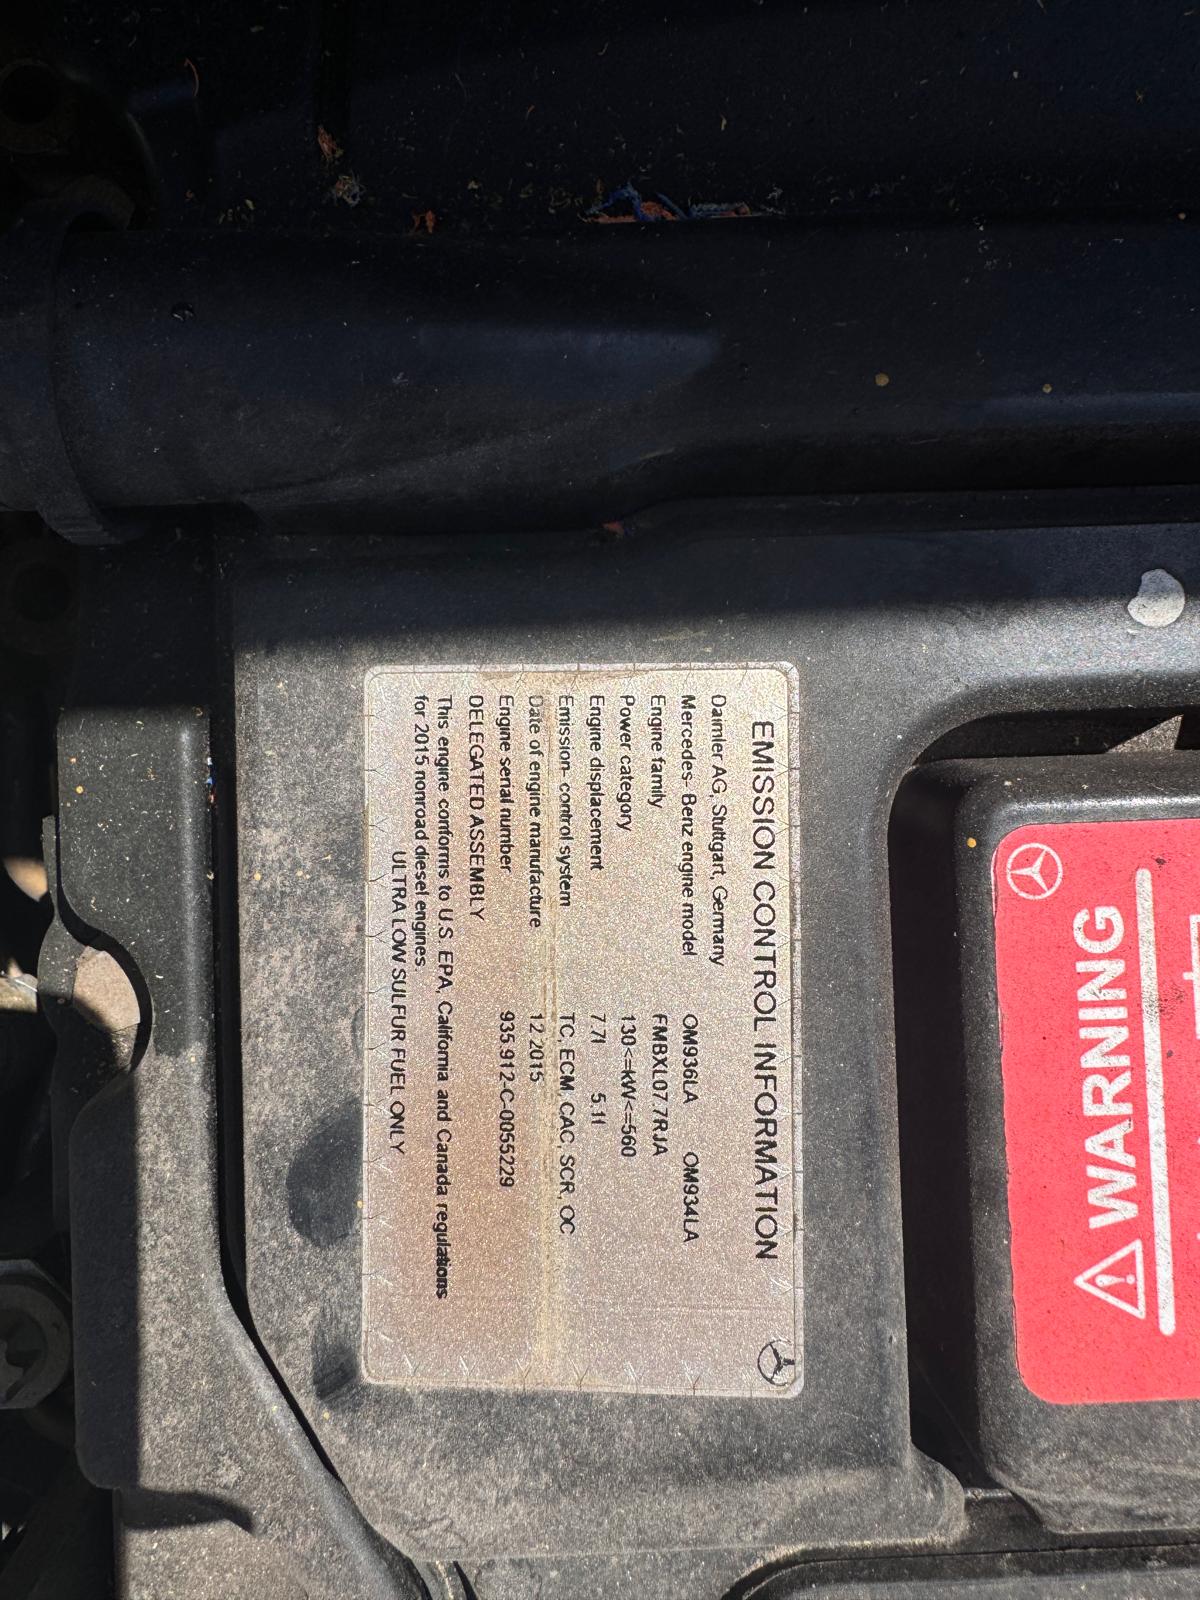 EMISSION CONTROL INFORMATION
Daimler AG, Stuttgart, Germany
Mercedes- Benz engine model OM936LA OM934LA
Engine family FMBXL07.7RJA
Power category 130<=kW<=560
Engine displacement 7.7l 5.1l
Emission- control system TC, ECM, CAC, SCR, OC
Date of engine manufacture 12.2015
Engine serial number 935.912-C-0055229
DELEGATED ASSEMBLY
This engine conforms to U.S. EPA, California and Canada regulations
for 2015 nonroad diesel engines.
ULTRA LOW SULFUR FUEL ONLY
WARNING